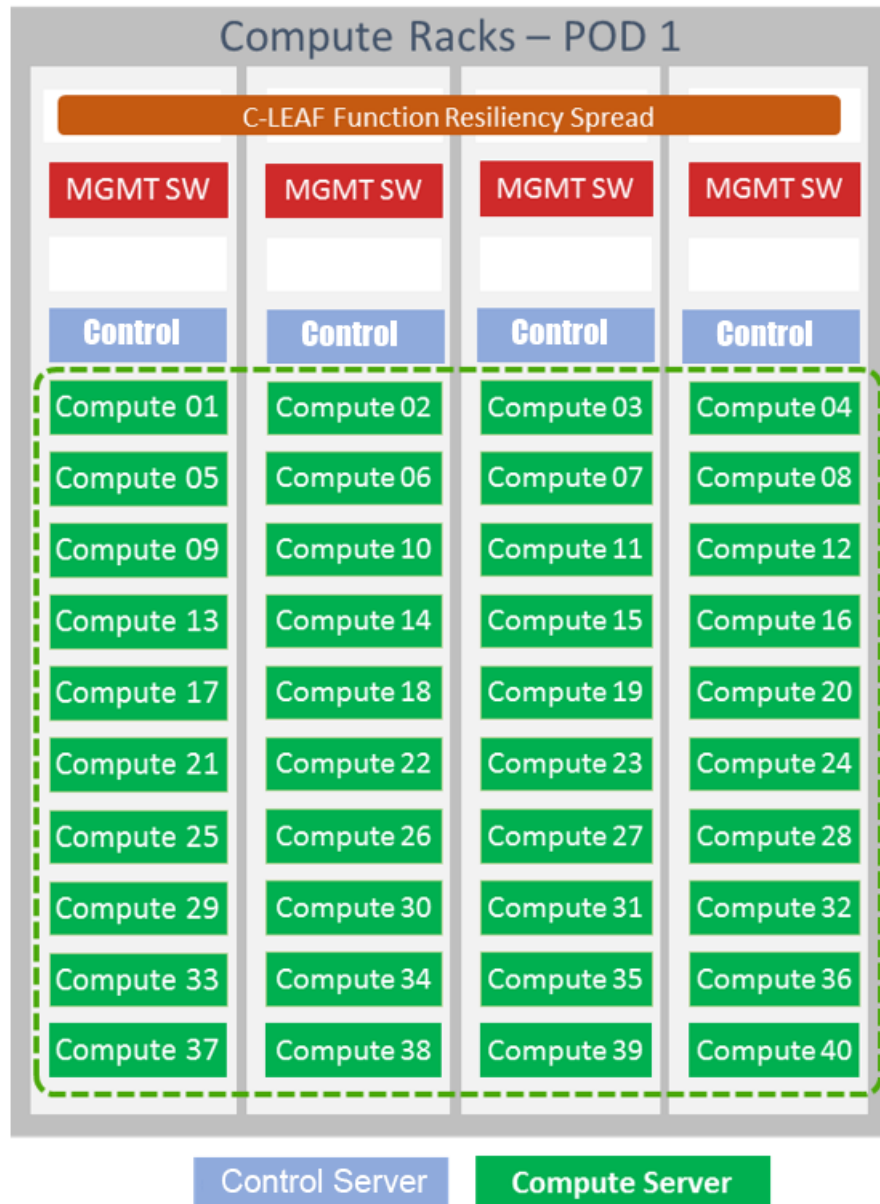 Compute Racks – POD 1
C-LEAF Function Resiliency Spread
MGMT SW MGMT SW MGMT SW MGMT SW
Control Control Control Control
Compute 01 Compute 02 Compute 03 Compute 04
Compute 05 Compute 06 Compute 07 Compute 08
Compute 09 Compute 10 Compute 11 Compute 12
Compute 13 Compute 14 Compute 15 Compute 16
Compute 17 Compute 18 Compute 19 Compute 20
Compute 21 Compute 22 Compute 23 Compute 24
Compute 25 Compute 26 Compute 27 Compute 28
Compute 29 Compute 30 Compute 31 Compute 32
Compute 33 Compute 34 Compute 35 Compute 36
Compute 37 Compute 38 Compute 39 Compute 40
Control Server Compute Server